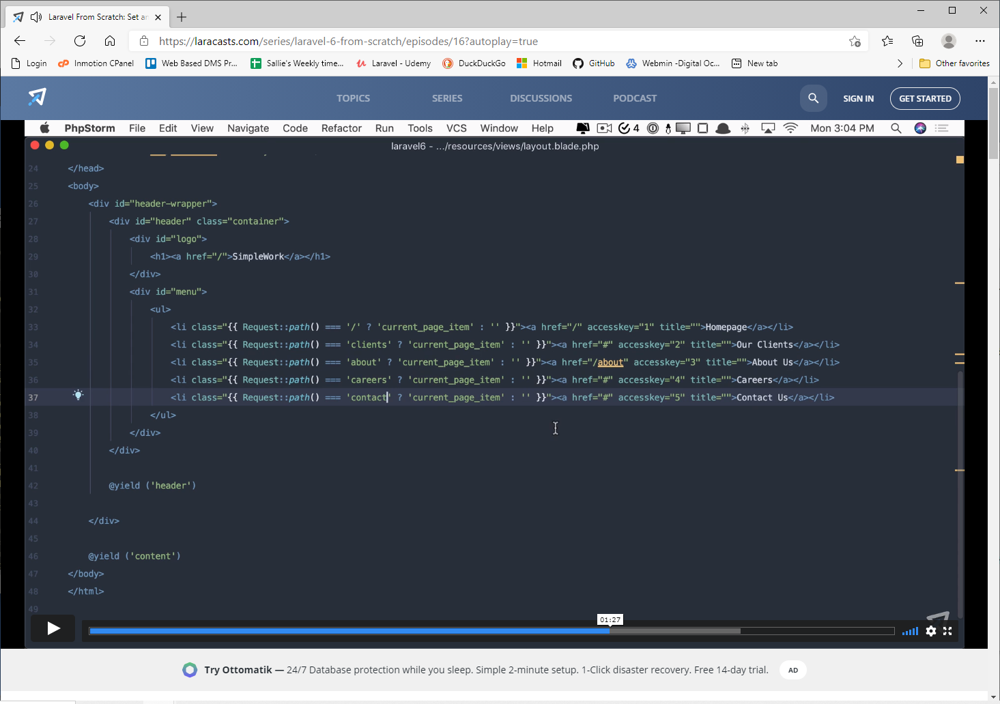 Laravel From Scratch: Set a
https://laracasts.com/series/laravel-6-from-scratch/episodes/16?autoplay=true
Login Inmotion CPanel Web Based DMS Pr... Sallie's Weekly time... Laravel - Udemy DuckDuckGo Hotmail GitHub Webmin -Digital Oc... New tab Other favorites
TOPICS SERIES DISCUSSIONS PODCAST SIGN IN GET STARTED
PhpStorm File Edit View Navigate Code Refactor Run Tools VCS Window Help 4 Mon 3:04 PM
laravel6 - .../resources/views/layout.blade.php
24 </head>
25 <body>
26 <div id="header-wrapper">
27 <div id="header" class="container">
28 <div id="logo">
29 <h1><a href="/">SimpleWork</a></h1>
30 </div>
31 <div id="menu">
32 <ul>
33 <li class="{{ Request::path() === '/' ? 'current_page_item' : '' }}"><a href="/" accesskey="1" title="">Homepage</a></li>
34 <li class="{{ Request::path() === 'clients' ? 'current_page_item' : '' }}"><a href="#" accesskey="2" title="">Our Clients</a></li>
35 <li class="{{ Request::path() === 'about' ? 'current_page_item' : '' }}"><a href="/about" accesskey="3" title="">About Us</a></li>
36 <li class="{{ Request::path() === 'careers' ? 'current_page_item' : '' }}"><a href="#" accesskey="4" title="">Careers</a></li>
37 <li class="{{ Request::path() === 'contact' ? 'current_page_item' : '' }}"><a href="#" accesskey="5" title="">Contact Us</a></li>
38 </ul>
39 </div>
40 </div>
41
42 @yield ('header')
43
44 </div>
45
46 @yield ('content')
47 </body>
48 </html>
49
01:27
Try Ottomatik — 24/7 Database protection while you sleep. Simple 2-minute setup. 1-Click disaster recovery. Free 14-day trial. AD